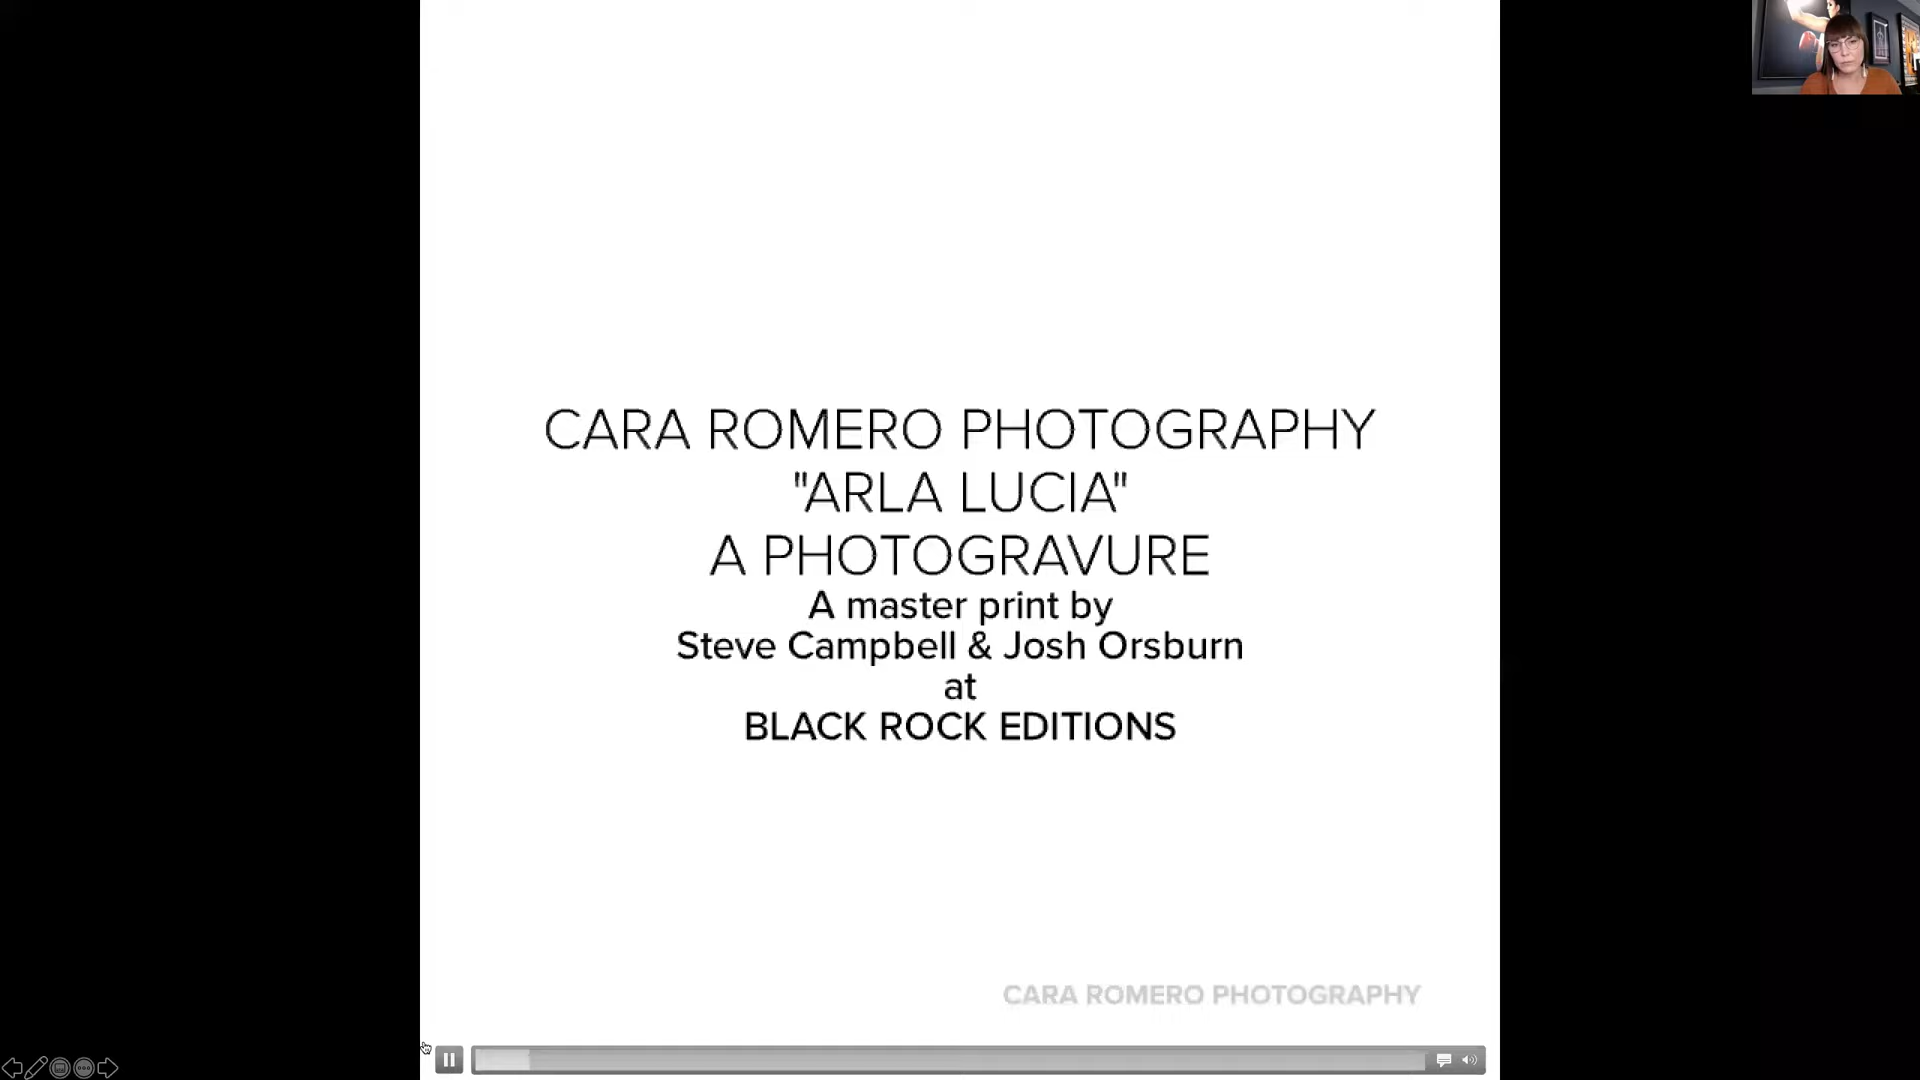 CARA ROMERO PHOTOGRAPHY
"ARLA LUCIA"
A PHOTOGRAVURE
A master print by
Steve Campbell & Josh Orsburn
at
BLACK ROCK EDITIONS
CARA ROMERO PHOTOGRAPHY